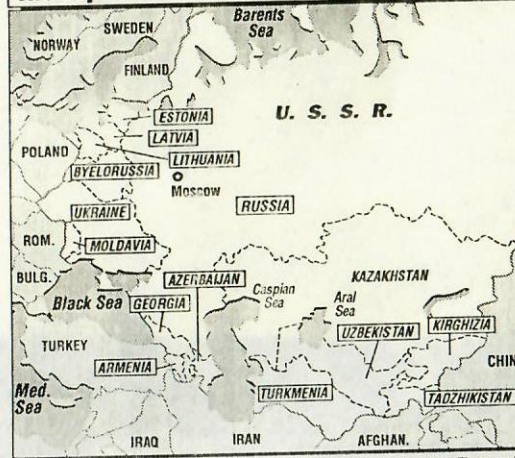 Barents
Sea
SWEDEN
NORWAY
FINLAND
U. S. S. R.
ESTONIA
LATVIA
POLAND
LITHUANIA
BYELORUSSIA
Moscow
RUSSIA
UKRAINE
ROM.
MOLDAVIA
BULG.
AZERBAIJAN
KAZAKHSTAN
Caspian
Sea
Aral
Sea
Black Sea
GEORGIA
UZBEKISTAN
KIRGHIZIA
TURKEY
CHIN
ARMENIA
Med.
Sea
TURKMENIA
TADZHIKISTAN
IRAQ
IRAN
AFGHAN.